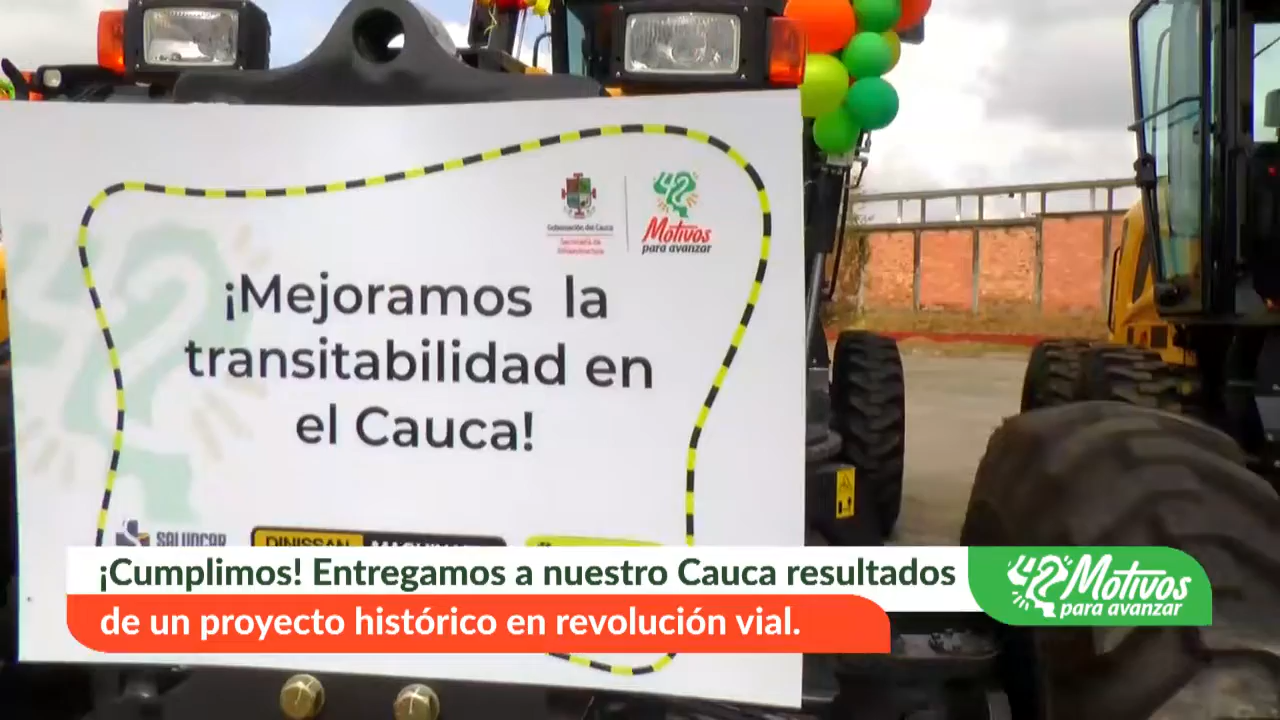 Gobernación del Cauca
Secretaría de
Infraestructura
42
Motivos
para avanzar
¡Mejoramos la
transitabilidad en
el Cauca!
DINISSAN
¡Cumplimos! Entregamos a nuestro Cauca resultados
de un proyecto histórico en revolución vial.
42 Motivos
para avanzar